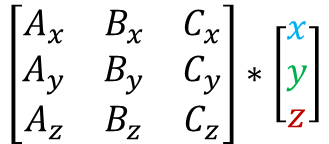 [A_x B_x C_x] [x]
[A_y B_y C_y] * [y]
[A_z B_z C_z] [z]